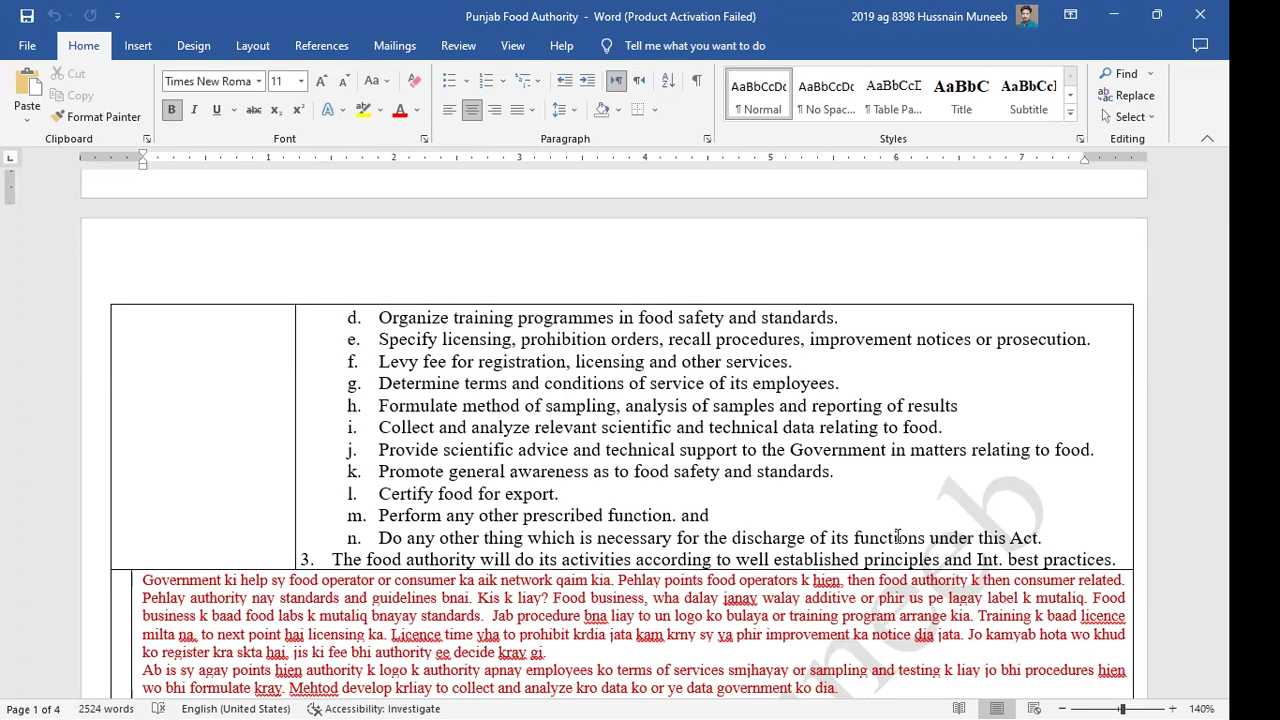 Punjab Food Authority - Word (Product Activation Failed)
2019 ag 8398 Hussnain Muneeb
File Home Insert Design Layout References Mailings Review View Help Tell me what you want to do
Cut
Copy
Format Painter
Paste
Times New Roma 11
Aa
B I U abc x₂ x²
AaBbCcDc AaBbCcDc AaBbCcD AaBbC AaBbCcl
¶ Normal ¶ No Spac... ¶ Table Pa... Title Subtitle
Find
Replace
Select
Clipboard Font Paragraph Styles Editing
1 2 3 4 5 6 7
d. Organize training programmes in food safety and standards.
e. Specify licensing, prohibition orders, recall procedures, improvement notices or prosecution.
f. Levy fee for registration, licensing and other services.
g. Determine terms and conditions of service of its employees.
h. Formulate method of sampling, analysis of samples and reporting of results
i. Collect and analyze relevant scientific and technical data relating to food.
j. Provide scientific advice and technical support to the Government in matters relating to food.
k. Promote general awareness as to food safety and standards.
l. Certify food for export.
m. Perform any other prescribed function. and
n. Do any other thing which is necessary for the discharge of its functions under this Act.
3. The food authority will do its activities according to well established principles and Int. best practices.
Government ki help sy food operator or consumer ka aik network qaim kia. Pehlay points food operators k hien, then food authority k then consumer related.
Pehlay authority nay standards and guidelines bnai. Kis k liay? Food business, wha dalay janay walay additive or phir us pe lagay label k mutaliq. Food
business k baad food labs k mutaliq bnayay standards. Jab procedure bna liay to un logo ko bulaya or training program arrange kia. Training k baad licence
milta na, to next point hai licensing ka. Licence time yha to prohibit krdia jata kam krny sy ya phir improvement ka notice dia jata. Jo kamyab hota wo khud
ko register kra skta hai, jis ki fee bhi authority ee decide kray gi.
Ab is sy agay points hien authority k logo k authority apnay employees ko terms of services smjhayay or sampling and testing k liay jo bhi procedures hien
wo bhi formulate kray. Mehtod develop krliay to collect and analyze kro data ko or ye data government ko dia.
neeb
Page 1 of 4 2524 words English (United States) Accessibility: Investigate 140%